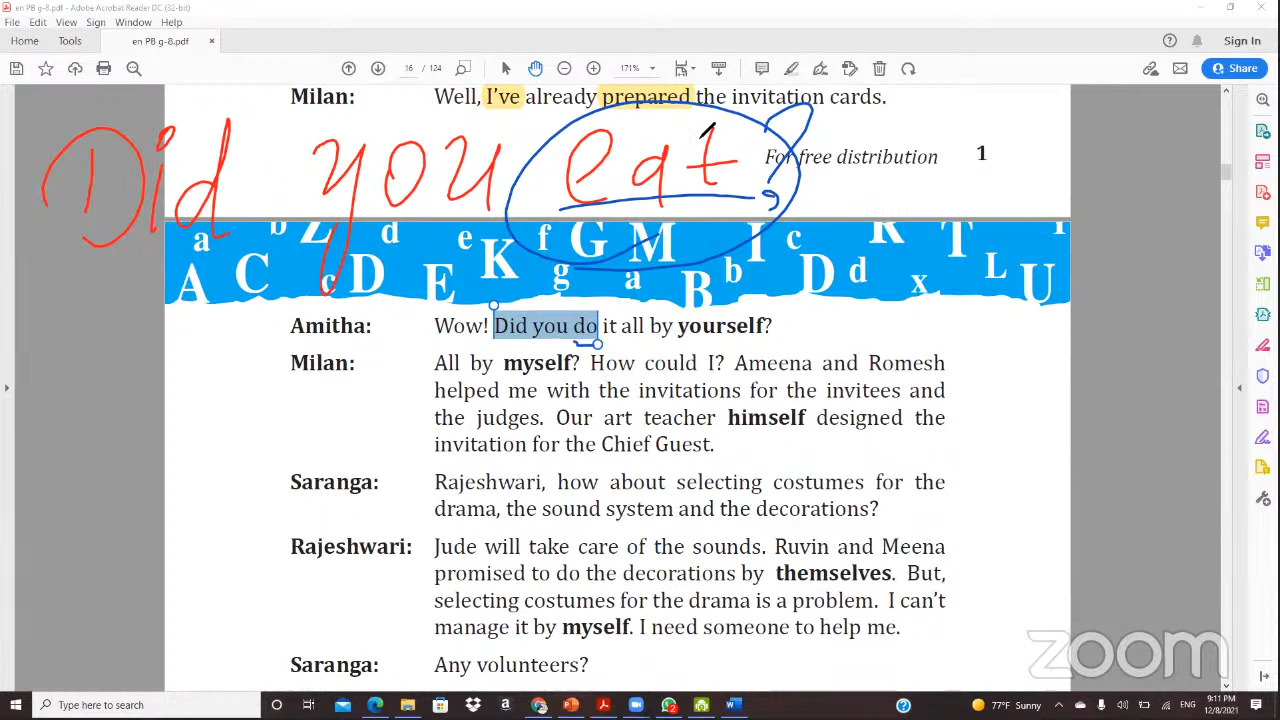 en PB g-8.pdf - Adobe Acrobat Reader DC (32-bit)
File Edit View Sign Window Help
Home Tools en PB g-8.pdf × Sign In
16 / 124 171% Share
Milan: Well, I've already prepared the invitation cards.
Did you eat ?
For free distribution 1
a b Z d e K f G M I c R T
A C c D E g a B b D d x L U
Amitha: Wow! Did you do it all by yourself?
Milan: All by myself? How could I? Ameena and Romesh
helped me with the invitations for the invitees and
the judges. Our art teacher himself designed the
invitation for the Chief Guest.
Saranga: Rajeshwari, how about selecting costumes for the
drama, the sound system and the decorations?
Rajeshwari: Jude will take care of the sounds. Ruvin and Meena
promised to do the decorations by themselves. But,
selecting costumes for the drama is a problem. I can't
manage it by myself. I need someone to help me.
Saranga: Any volunteers?
zoom
Type here to search 77°F Sunny 9:11 PM
12/8/2021